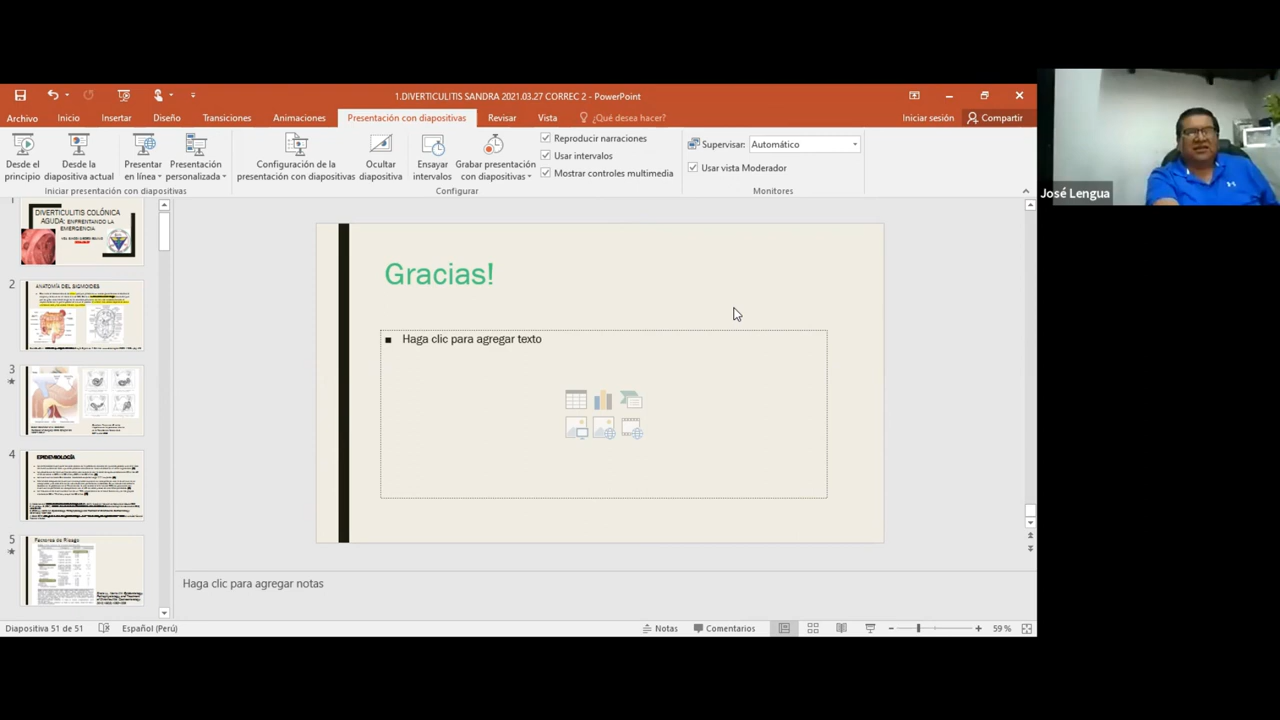 1.DIVERTICULITIS SANDRA 2021.03.27 CORREC 2 - PowerPoint
Archivo Inicio Insertar Diseño Transiciones Animaciones Presentación con diapositivas Revisar Vista ¿Qué desea hacer? Iniciar sesión Compartir
Desde el principio
Desde la diapositiva actual
Presentar en línea
Presentación personalizada
Iniciar presentación con diapositivas
Configuración de la presentación con diapositivas
Ocultar diapositiva
Ensayar intervalos
Grabar presentación con diapositivas
Reproducir narraciones
Usar intervalos
Mostrar controles multimedia
Configurar
Supervisar: Automático
Usar vista Moderador
Monitores
José Lengua
1
DIVERTICULITIS COLÓNICA
AGUDA: ENFRENTANDO LA
EMERGENCIA
2
ANATOMÍA DEL SIGMOIDES
3
4
EPIDEMIOLOGÍA
5
Factores de Riesgo
Gracias!
Haga clic para agregar texto
Haga clic para agregar notas
Diapositiva 51 de 51 Español (Perú) Notas Comentarios 59 %